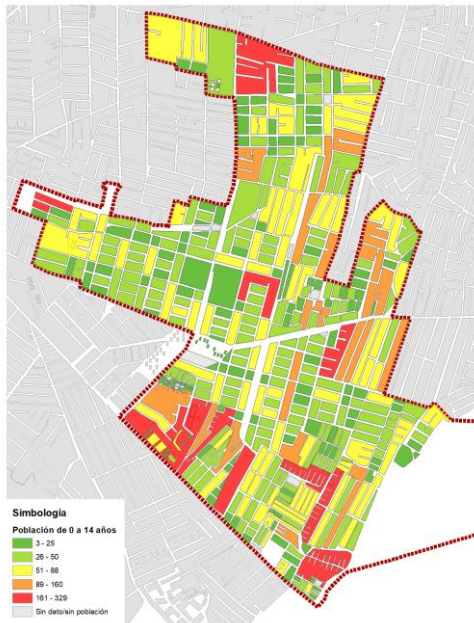 Simbología
Población de 0 a 14 años
3 - 25
26 - 50
51 - 88
89 - 160
161 - 329
Sin dato/sin población